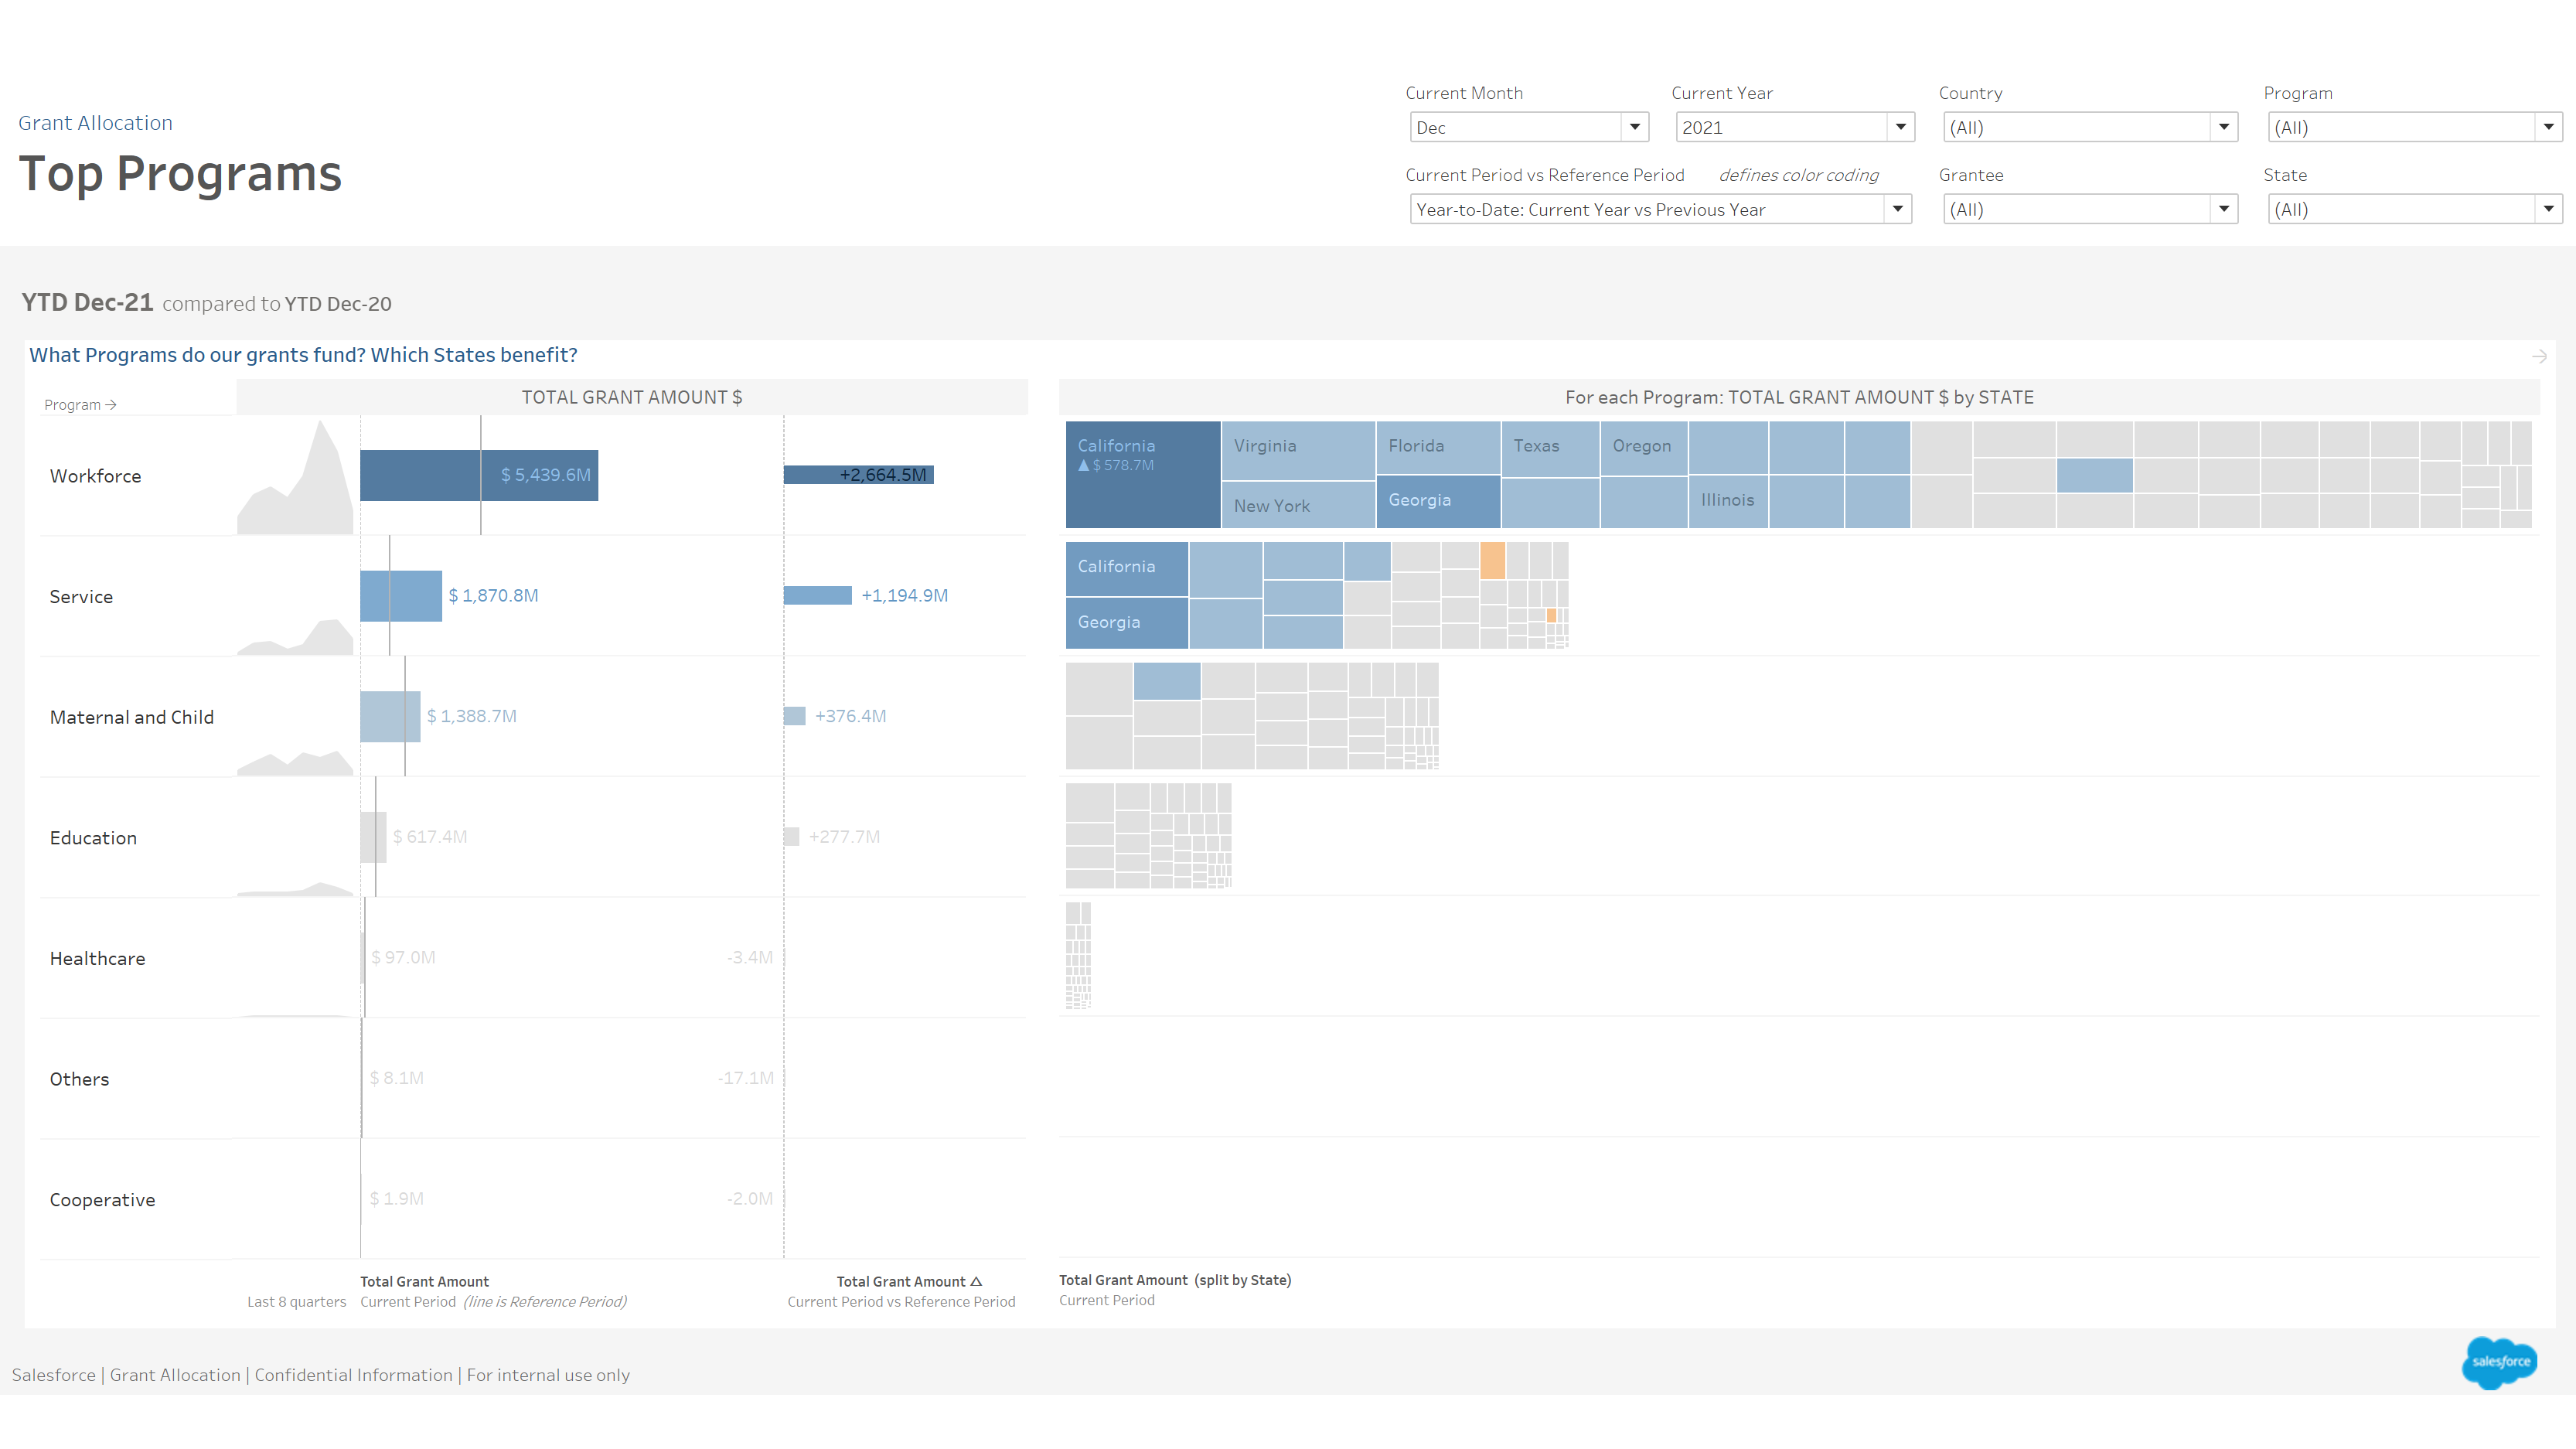 Grant Allocation
Top Programs
Current Month
Current Year
Country
Program
Dec
2021
(All)
(All)
Current Period vs Reference Period defines color coding
Grantee
State
Year-to-Date: Current Year vs Previous Year
(All)
(All)
YTD Dec-21 compared to YTD Dec-20
What Programs do our grants fund? Which States benefit?
→
Program →
TOTAL GRANT AMOUNT $
For each Program: TOTAL GRANT AMOUNT $ by STATE
Workforce
$ 5,439.6M
+2,664.5M
California
▲ $ 578.7M
Virginia
New York
Florida
Georgia
Texas
Oregon
Illinois
Service
$ 1,870.8M
+1,194.9M
California
Georgia
Maternal and Child
$ 1,388.7M
+376.4M
Education
$ 617.4M
+277.7M
Healthcare
$ 97.0M
-3.4M
Others
$ 8.1M
-17.1M
Cooperative
$ 1.9M
-2.0M
Last 8 quarters
Total Grant Amount
Current Period (line is Reference Period)
Total Grant Amount Δ
Current Period vs Reference Period
Total Grant Amount (split by State)
Current Period
Salesforce | Grant Allocation | Confidential Information | For internal use only
salesforce